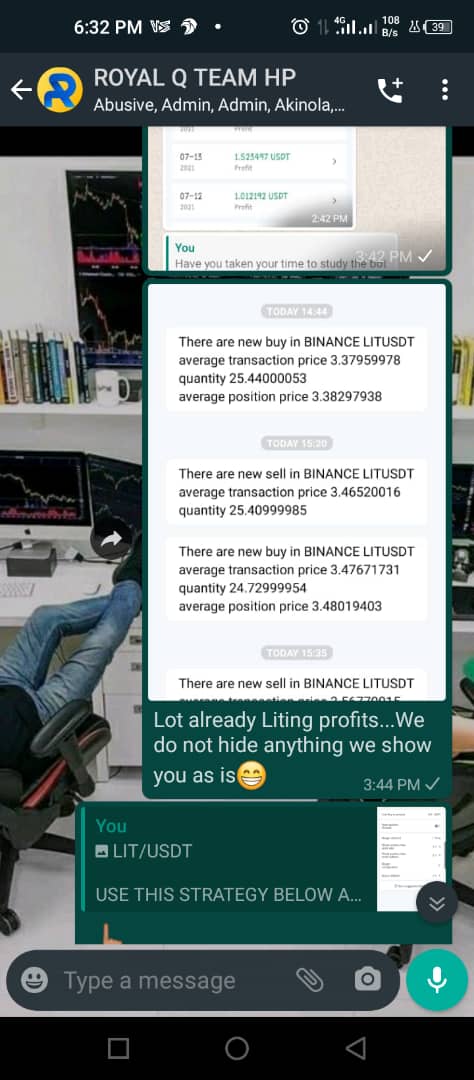 6:32 PM
4G
108
B/s
39
ROYAL Q TEAM HP
Abusive, Admin, Admin, Akinola,...
2021
Profit
07-13
1.523497 USDT
2021
Profit
07-12
1.012192 USDT
2021
Profit
2:42 PM
You
Have you taken your time to study the bot
3:42 PM
TODAY 14:44
There are new buy in BINANCE LITUSDT
average transaction price 3.37959978
quantity 25.44000053
average position price 3.38297938
TODAY 15:20
There are new sell in BINANCE LITUSDT
average transaction price 3.46520016
quantity 25.40999985
There are new buy in BINANCE LITUSDT
average transaction price 3.47671731
quantity 24.72999954
average position price 3.48019403
TODAY 15:35
There are new sell in BINANCE LITUSDT
Lot already Liting profits...We
do not hide anything we show
you as is😁
3:44 PM
You
LIT/USDT
USE THIS STRATEGY BELOW A...
Type a message